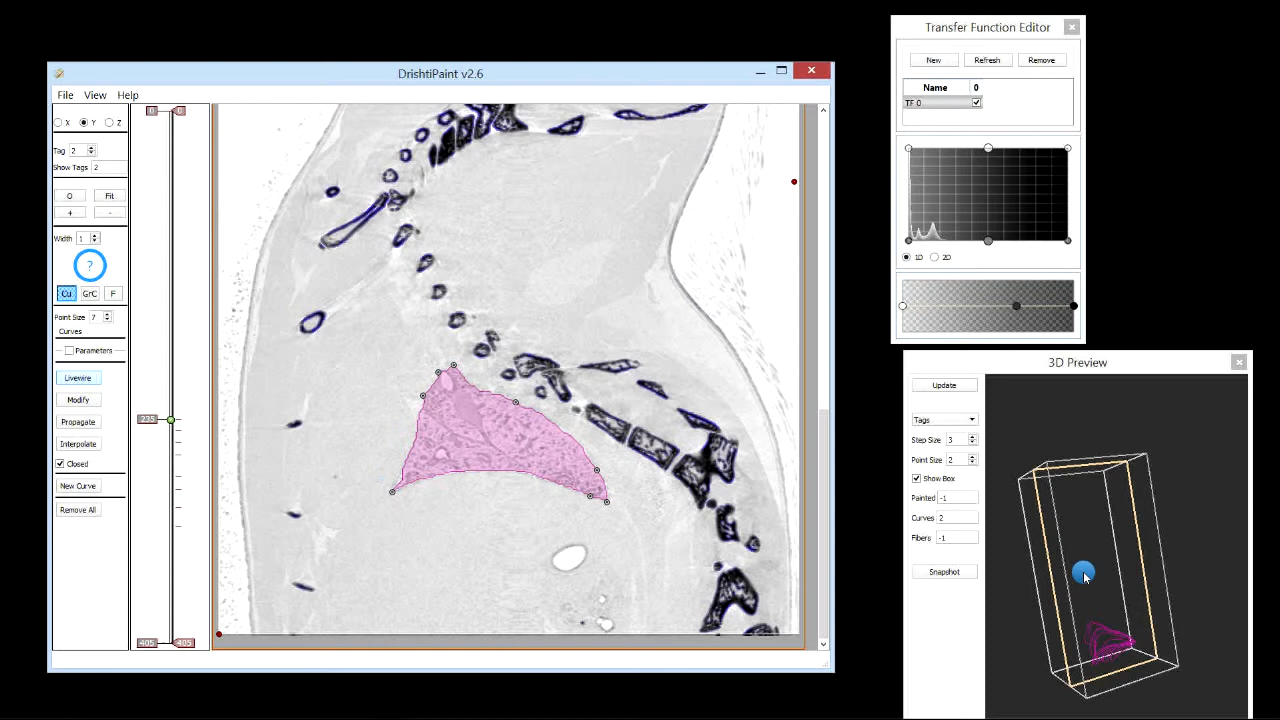 DrishtiPaint v2.6
File View Help
0 0
X Y Z
Tag 2
Show Tags 2
O Fit
+ -
Width 1
?
Cu GrC F
Point Size 7
Curves
Parameters
Livewire
Modify
Propagate
Interpolate
Closed
New Curve
Remove All
235
405 405
Transfer Function Editor
New Refresh Remove
Name 0
TF 0
1D 2D
3D Preview
Update
Tags
Step Size 3
Point Size 2
Show Box
Painted -1
Curves 2
Fibers -1
Snapshot